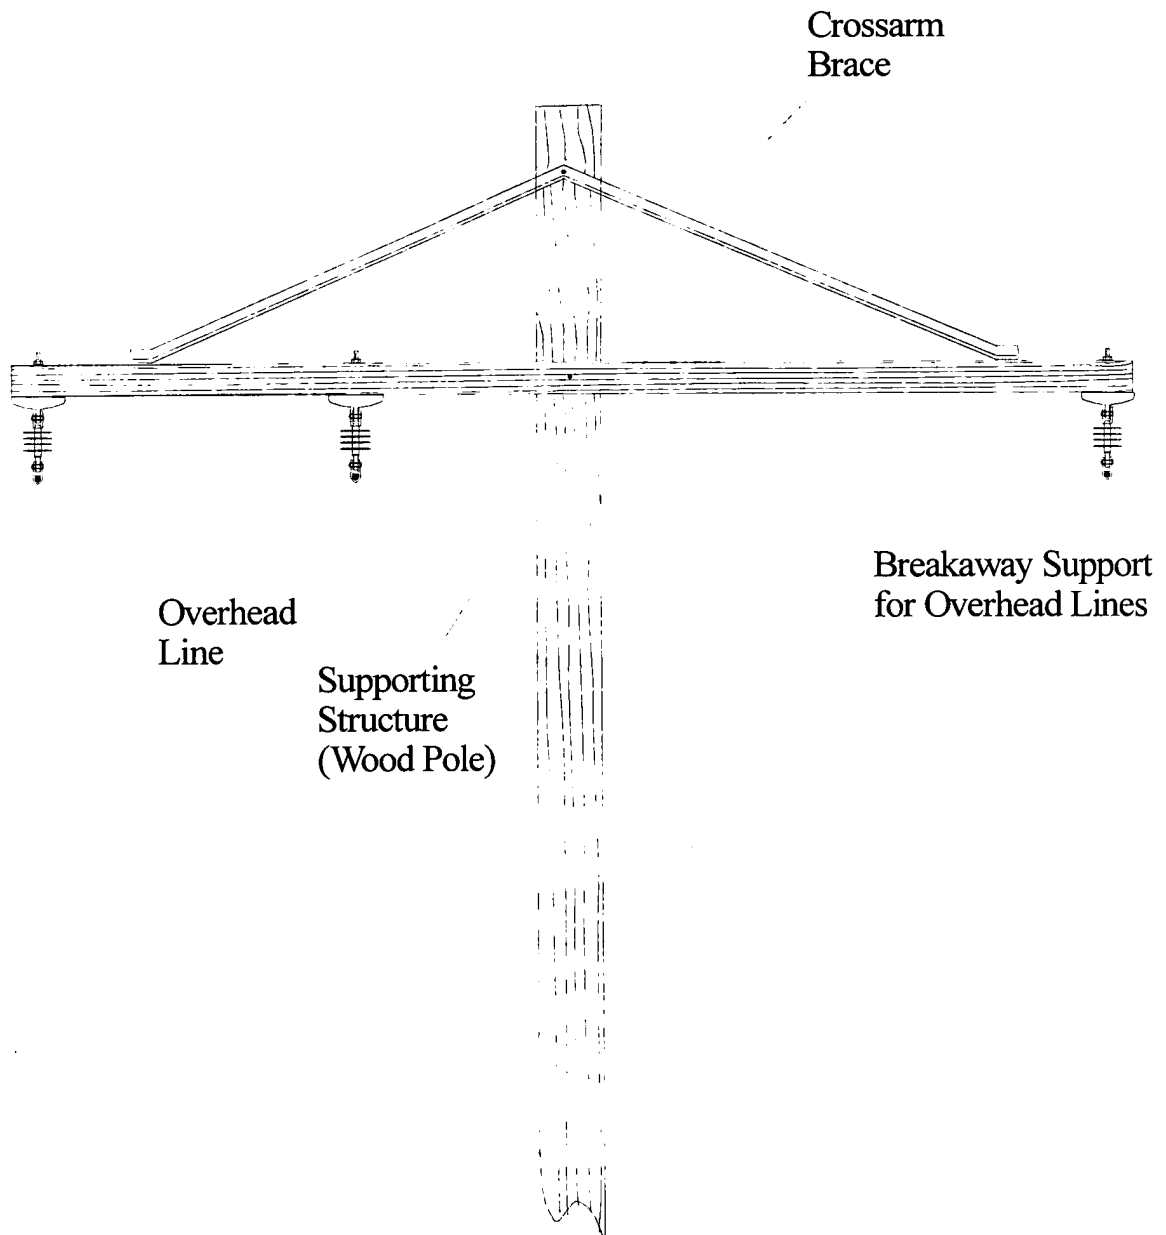 Crossarm
Brace
Breakaway Support
for Overhead Lines
Overhead
Line
Supporting
Structure
(Wood Pole)